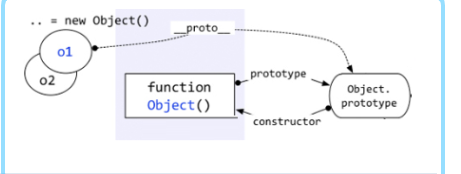 .. = new Object()
__proto__
o1
o2
prototype
function
Object()
Object.
prototype
constructor